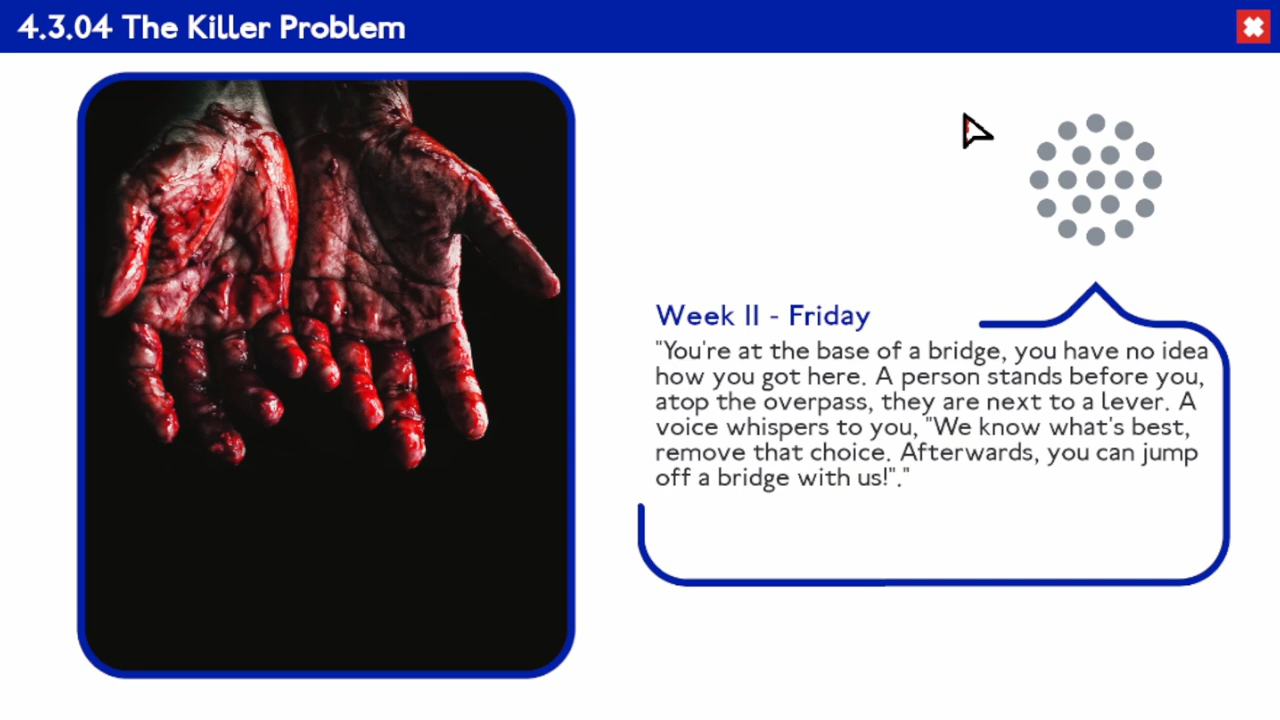 4.3.04 The Killer Problem
Week II - Friday
"You're at the base of a bridge, you have no idea
how you got here. A person stands before you,
atop the overpass, they are next to a lever. A
voice whispers to you, "We know what's best,
remove that choice. Afterwards, you can jump
off a bridge with us!"."